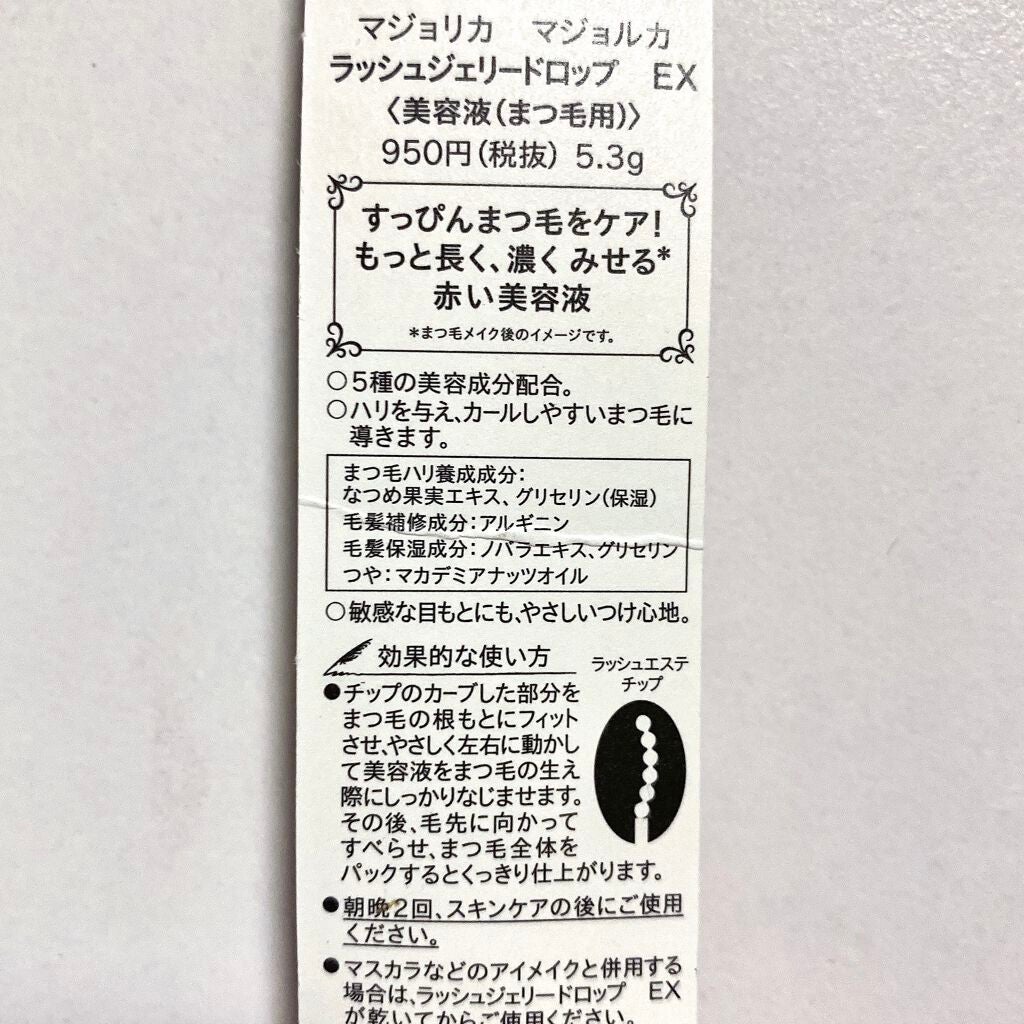 マジョリカ　マジョルカ
ラッシュジェリードロップ　EX
〈美容液(まつ毛用)〉
950円(税抜) 5.3g
すっぴんまつ毛をケア!
もっと長く、濃く みせる*
赤い美容液
*まつ毛メイク後のイメージです。
○5種の美容成分配合。
○ハリを与え、カールしやすいまつ毛に
導きます。
まつ毛ハリ養成成分:
なつめ果実エキス、グリセリン(保湿)
毛髪補修成分:アルギニン
毛髪保湿成分:ノバラエキス、グリセリン
つや:マカデミアナッツオイル
○敏感な目もとにも、やさしいつけ心地。
効果的な使い方
ラッシュエステ
チップ
●チップのカーブした部分を
まつ毛の根もとにフィット
させ、やさしく左右に動かし
て美容液をまつ毛の生え
際にしっかりなじませます。
その後、毛先に向かって
すべらせ、まつ毛全体を
パックするとくっきり仕上がります。
●朝晩2回、スキンケアの後にご使用
ください。
●マスカラなどのアイメイクと併用する
場合は、ラッシュジェリードロップ　EX
が乾いてからご使用ください。